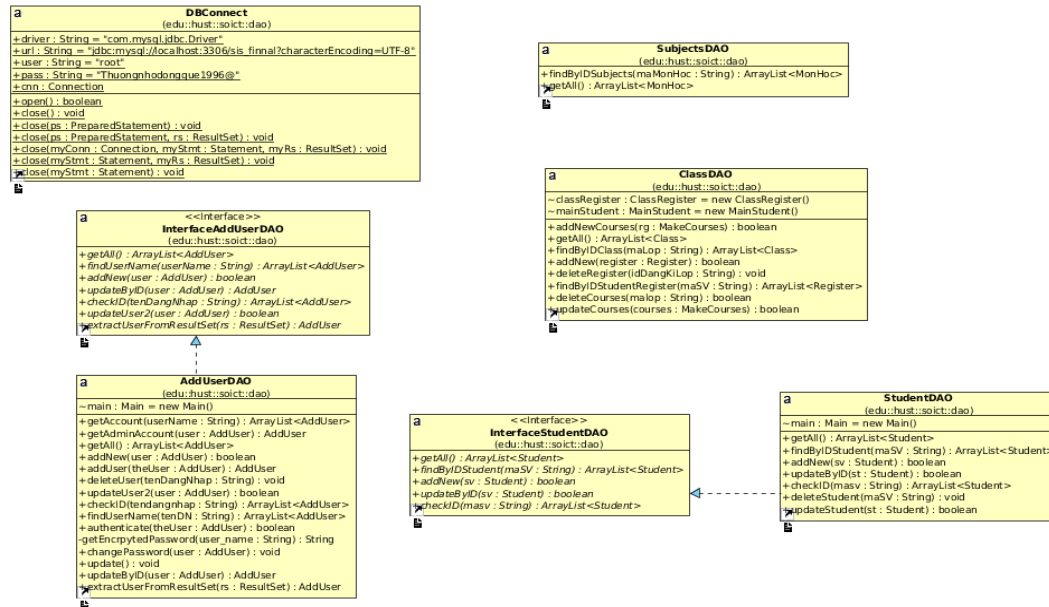 a
DBConnect
(edu::hust::soict::dao)
+driver : String = "com.mysql.jdbc.Driver"
+url : String = "jdbc:mysql://localhost:3306/sis_finnal?characterEncoding=UTF-8"
+user : String = "root"
+pass : String = "Thuongnhodongque1996@"
+cnn : Connection
+open() : boolean
+close() : void
+close(ps : PreparedStatement) : void
+close(ps : PreparedStatement, rs : ResultSet) : void
+close(myConn : Connection, myStmt : Statement, myRs : ResultSet) : void
+close(myStmt : Statement, myRs : ResultSet) : void
+close(myStmt : Statement) : void
a
SubjectsDAO
(edu::hust::soict::dao)
+findByIDSubjects(maMonHoc : String) : ArrayList<MonHoc>
+getAll() : ArrayList<MonHoc>
a
ClassDAO
(edu::hust::soict::dao)
~classRegister : ClassRegister = new ClassRegister()
~mainStudent : MainStudent = new MainStudent()
+addNewCourses(rg : MakeCourses) : boolean
+getAll() : ArrayList<Class>
+findByIDClass(maLop : String) : ArrayList<Class>
+addNew(register : Register) : boolean
+deleteRegister(idDangKiLop : String) : void
+findByIDStudentRegister(maSV : String) : ArrayList<Register>
+deleteCourses(malop : String) : boolean
+updateCourses(courses : MakeCourses) : boolean
a
<<Interface>>
InterfaceAddUserDAO
(edu::hust::soict::dao)
+getAll() : ArrayList<AddUser>
+findUserName(userName : String) : ArrayList<AddUser>
+addNew(user : AddUser) : boolean
+updateByID(user : AddUser) : AddUser
+checkID(tenDangNhap : String) : ArrayList<AddUser>
+updateUser2(user : AddUser) : boolean
+extractUserFromResultSet(rs : ResultSet) : AddUser
a
AddUserDAO
(edu::hust::soict::dao)
~main : Main = new Main()
+getAccount(userName : String) : ArrayList<AddUser>
+getAdminAccount(user : AddUser) : AddUser
+getAll() : ArrayList<AddUser>
+addNew(user : AddUser) : boolean
+addUser(theUser : AddUser) : AddUser
+deleteUser(tenDangNhap : String) : void
+updateUser2(user : AddUser) : boolean
+checkID(tendangnhap : String) : ArrayList<AddUser>
+findUserName(tenDN : String) : ArrayList<AddUser>
+authenticate(theUser : AddUser) : boolean
-getEncrpytedPassword(user_name : String) : String
+changePassword(user : AddUser) : void
+update() : void
+updateByID(user : AddUser) : AddUser
+extractUserFromResultSet(rs : ResultSet) : AddUser
a
<<Interface>>
InterfaceStudentDAO
(edu::hust::soict::dao)
+getAll() : ArrayList<Student>
+findByIDStudent(maSV : String) : ArrayList<Student>
+addNew(sv : Student) : boolean
+updateByID(sv : Student) : boolean
+checkID(masv : String) : ArrayList<Student>
a
StudentDAO
(edu::hust::soict::dao)
~main : Main = new Main()
+getAll() : ArrayList<Student>
+findByIDStudent(maSV : String) : ArrayList<Student>
+addNew(sv : Student) : boolean
+updateByID(st : Student) : boolean
+checkID(masv : String) : ArrayList<Student>
+deleteStudent(maSV : String) : void
+updateStudent(st : Student) : boolean